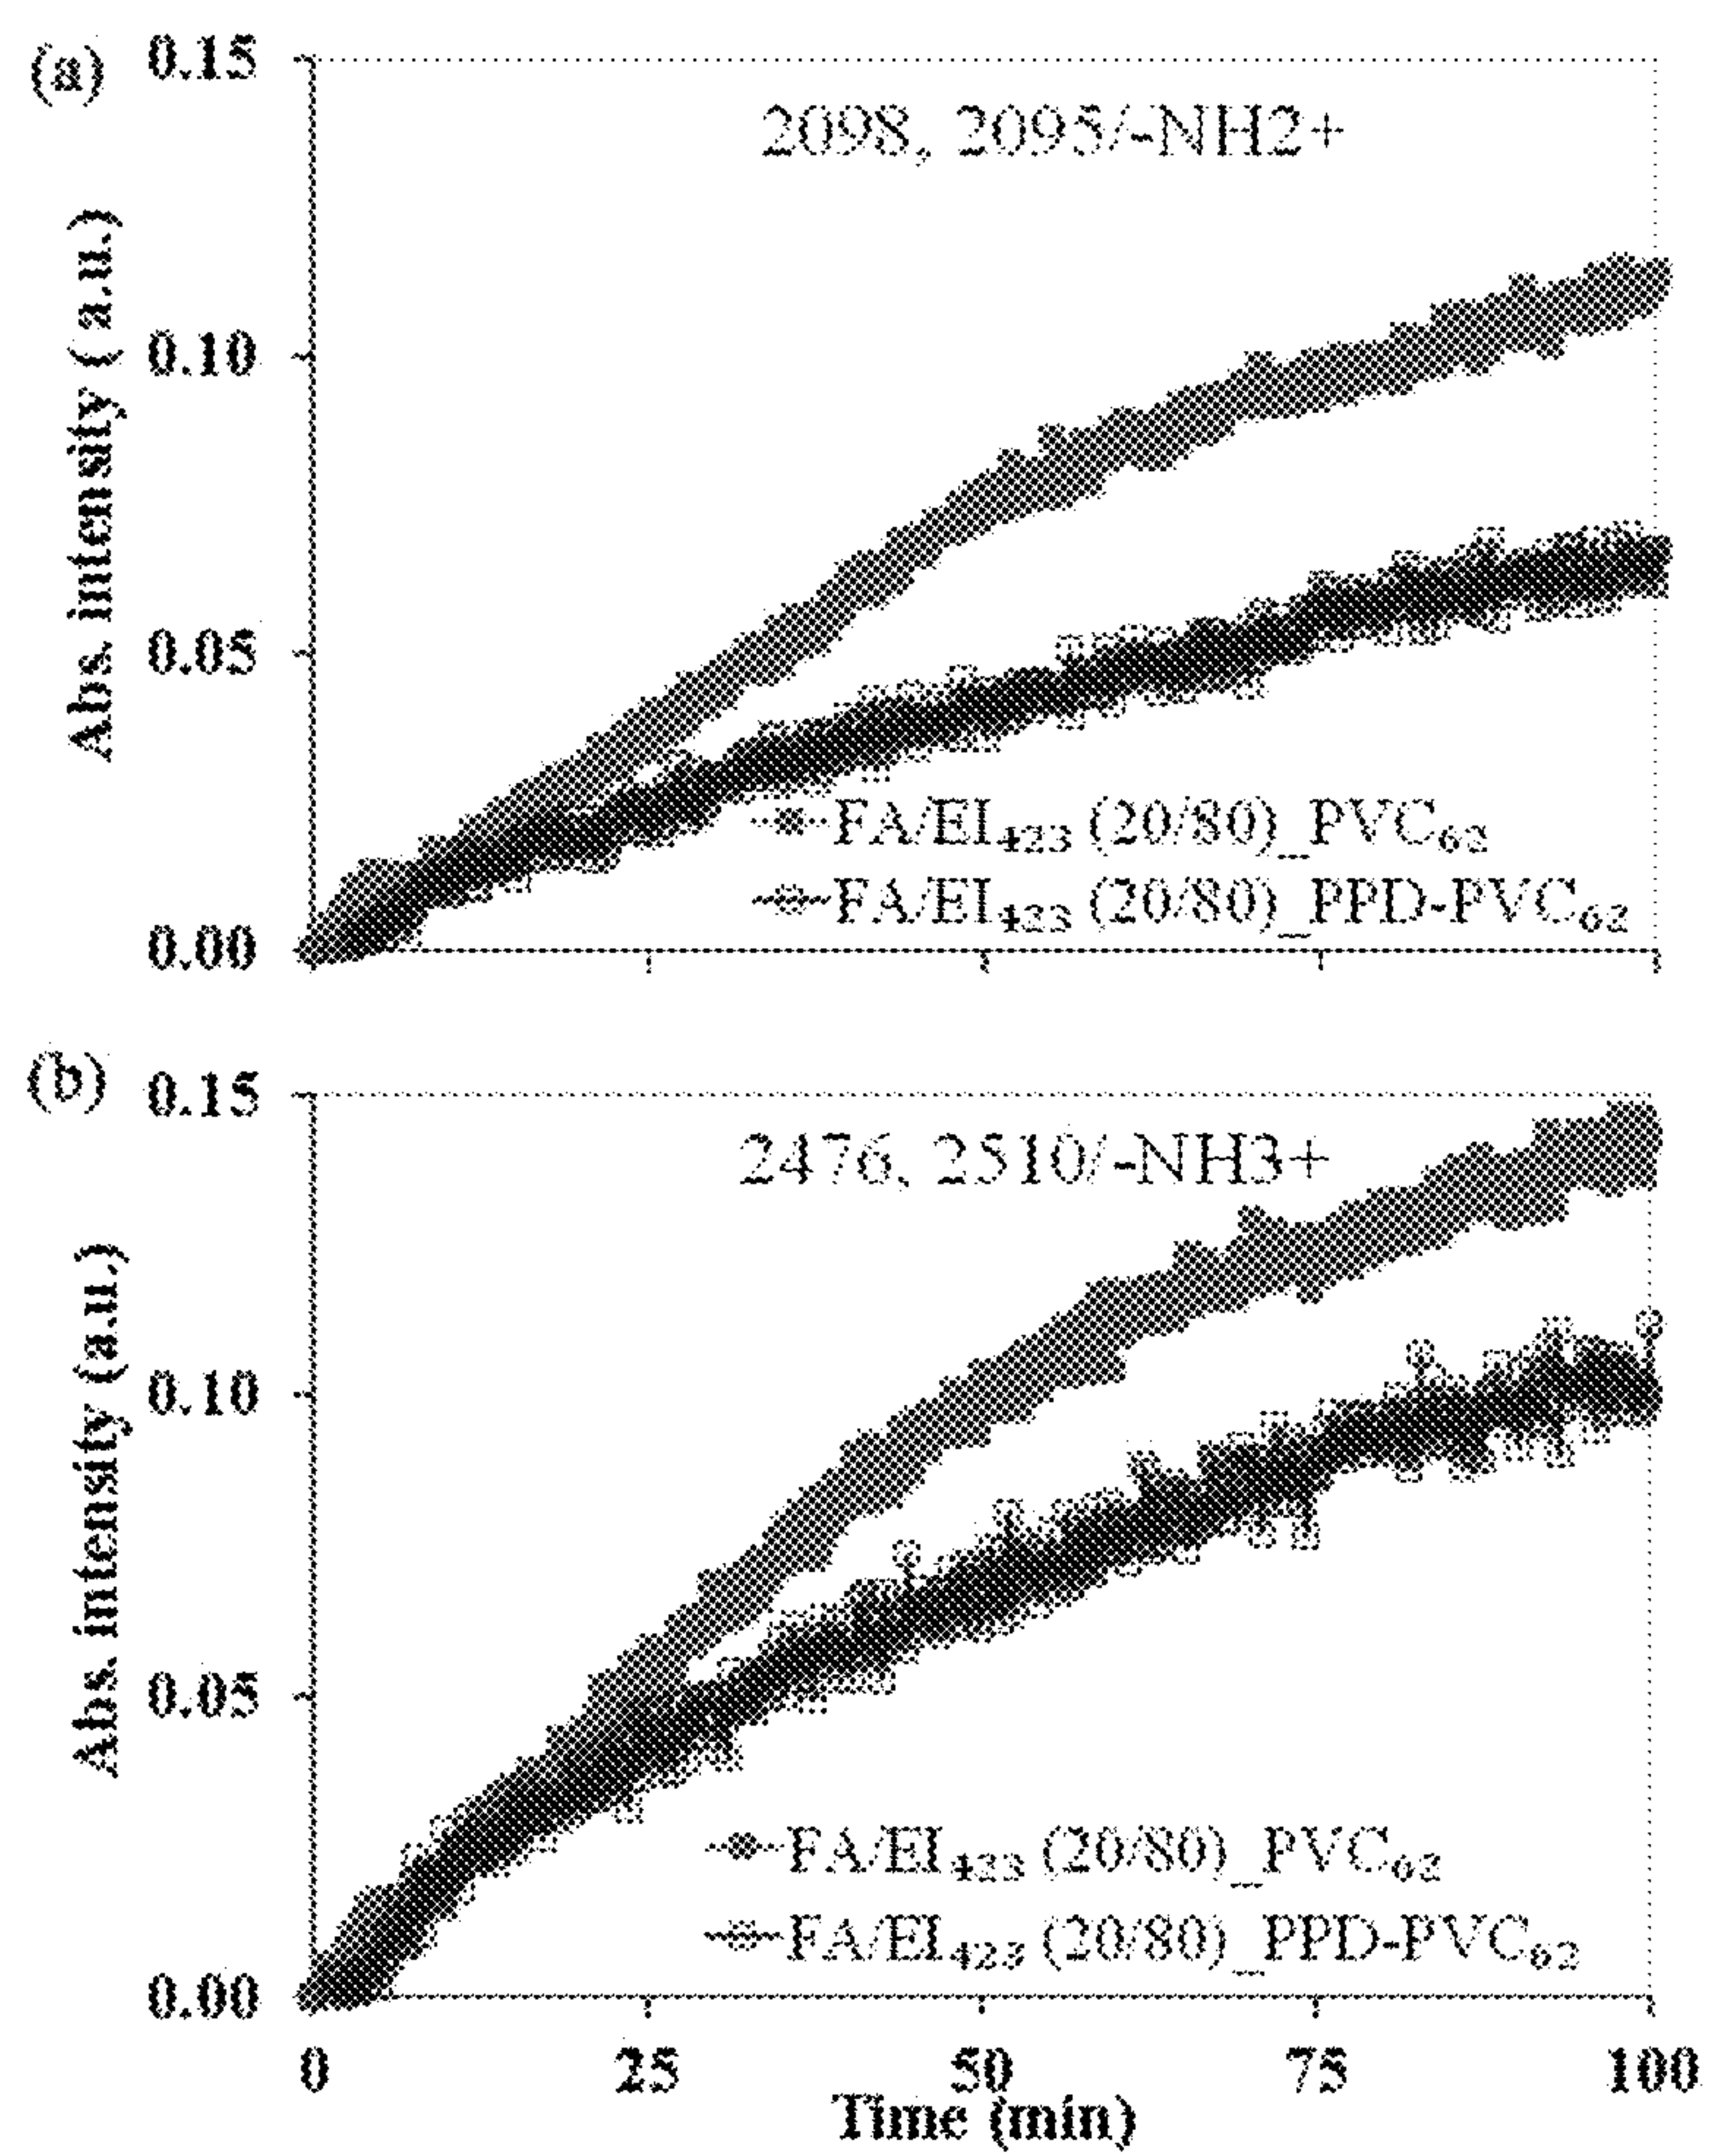 (a)
0.15
2098, 2095/-NH2+
0.10
Abs. intensity ( a.u.)
0.05
FA/EI₄₂₃ (20/80)_PVC₆₂
FA/EI₄₂₃ (20/80)_PPD-PVC₆₂
0.00
(b)
0.15
2476, 2510/-NH3+
0.10
Abs. intensity (a.u.)
0.05
FA/EI₄₂₃ (20/80)_PVC₆₂
FA/EI₄₂₃ (20/80)_PPD-PVC₆₂
0.00
0 25 50 75 100
Time (min)